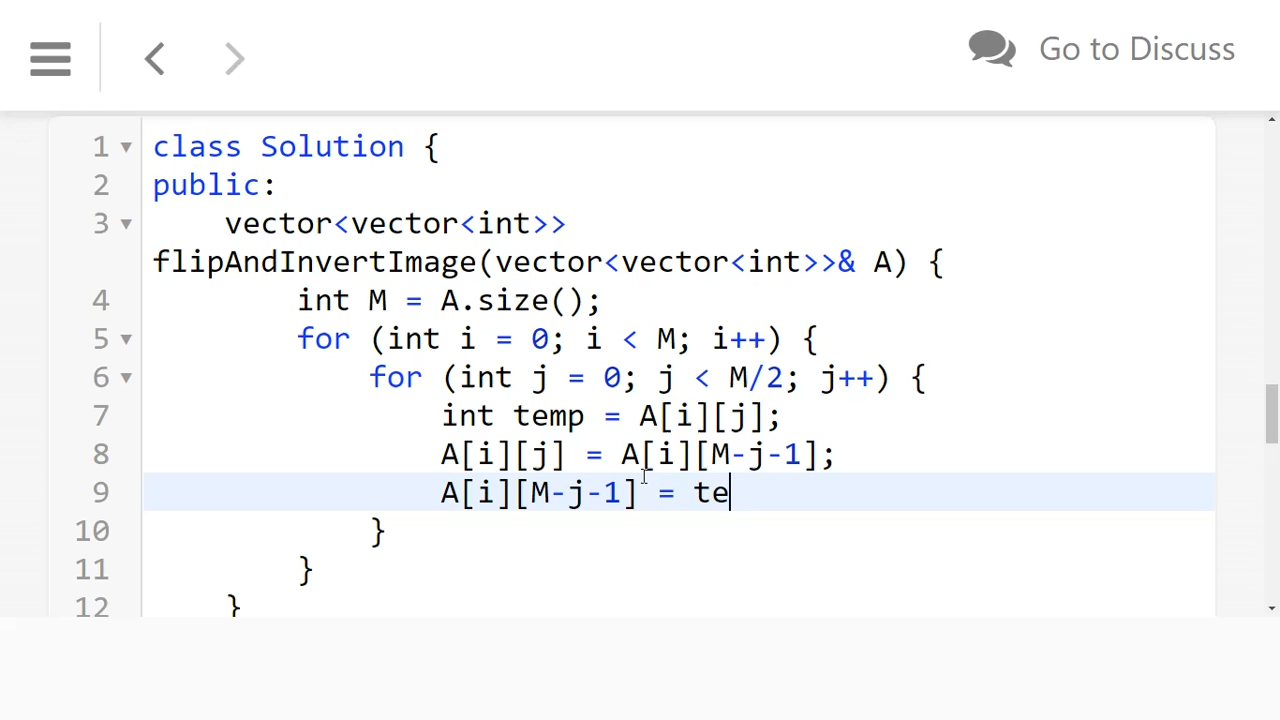 Go to Discuss
1 class Solution {
2 public:
3 vector<vector<int>>
flipAndInvertImage(vector<vector<int>>& A) {
4 int M = A.size();
5 for (int i = 0; i < M; i++) {
6 for (int j = 0; j < M/2; j++) {
7 int temp = A[i][j];
8 A[i][j] = A[i][M-j-1];
9 A[i][M-j-1] = te
10 }
11 }
12 }